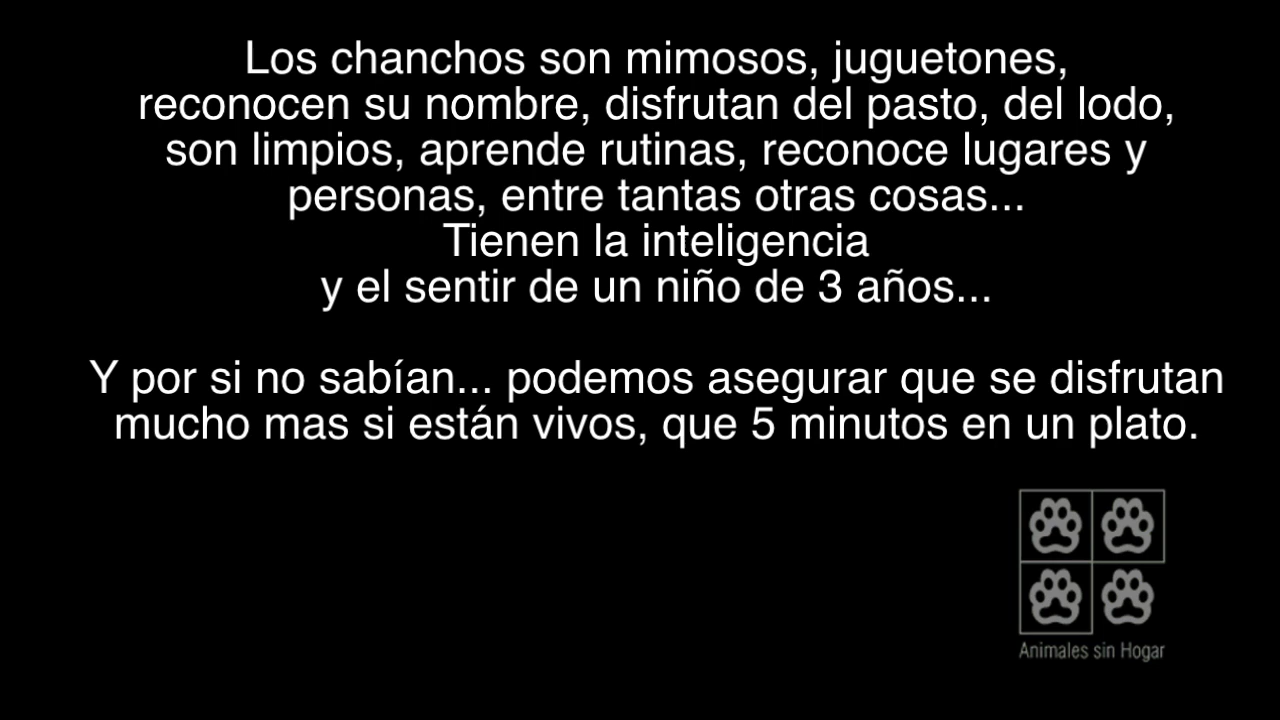 Los chanchos son mimosos, juguetones,
reconocen su nombre, disfrutan del pasto, del lodo,
son limpios, aprende rutinas, reconoce lugares y
personas, entre tantas otras cosas...
Tienen la inteligencia
y el sentir de un niño de 3 años...
Y por si no sabían... podemos asegurar que se disfrutan
mucho mas si están vivos, que 5 minutos en un plato.
Animales sin Hogar